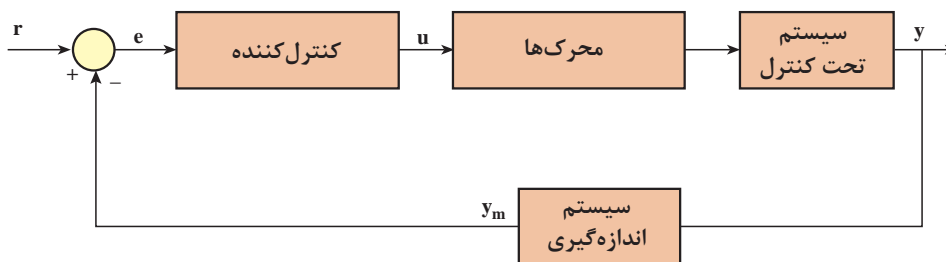 r
+
−
e
کنترل‌کننده
u
محرک‌ها
سیستم
تحت کنترل
y
سیستم
اندازه‌گیری
yₘ